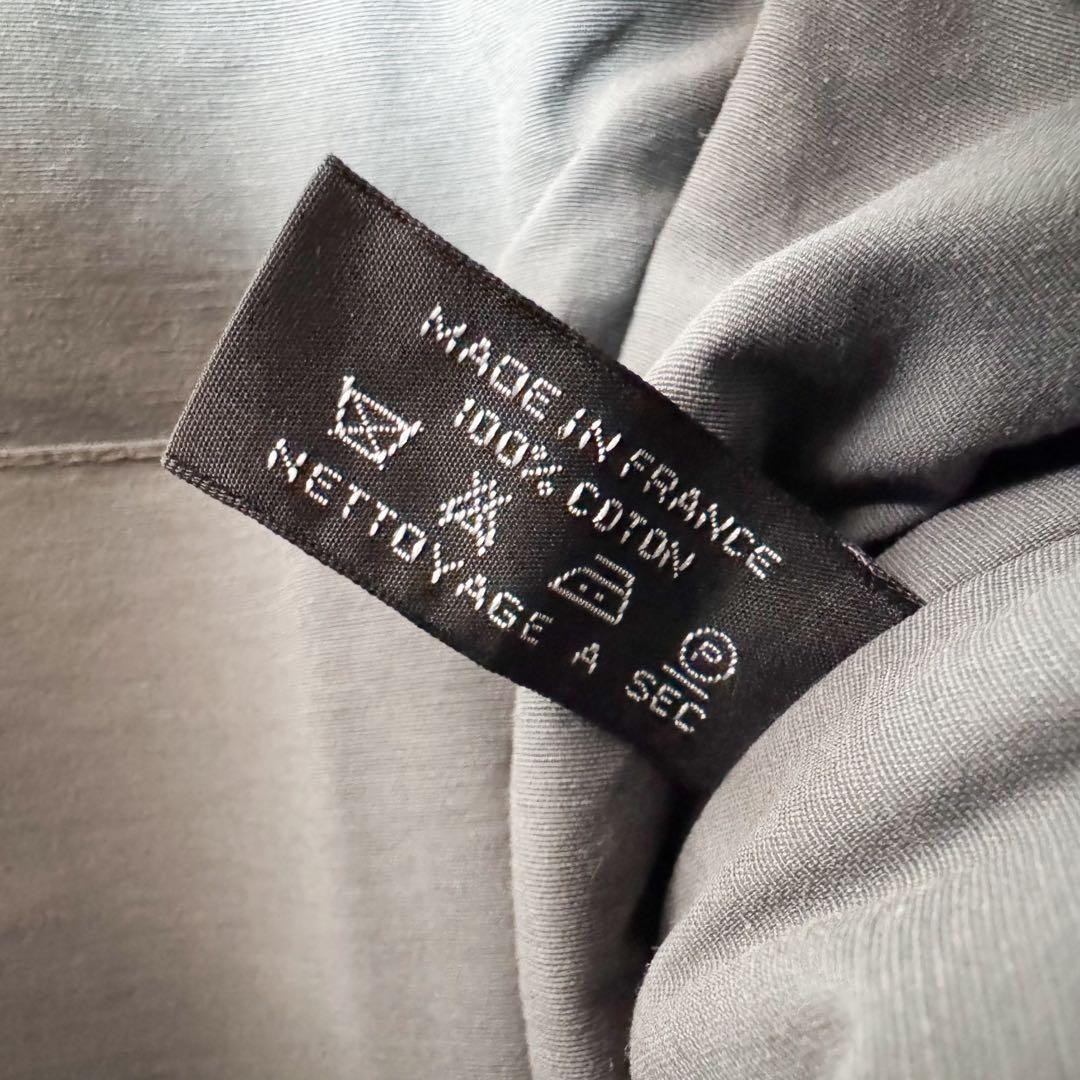 MADE IN FRANCE
100% COTON
P
NETTOYAGE A SEC